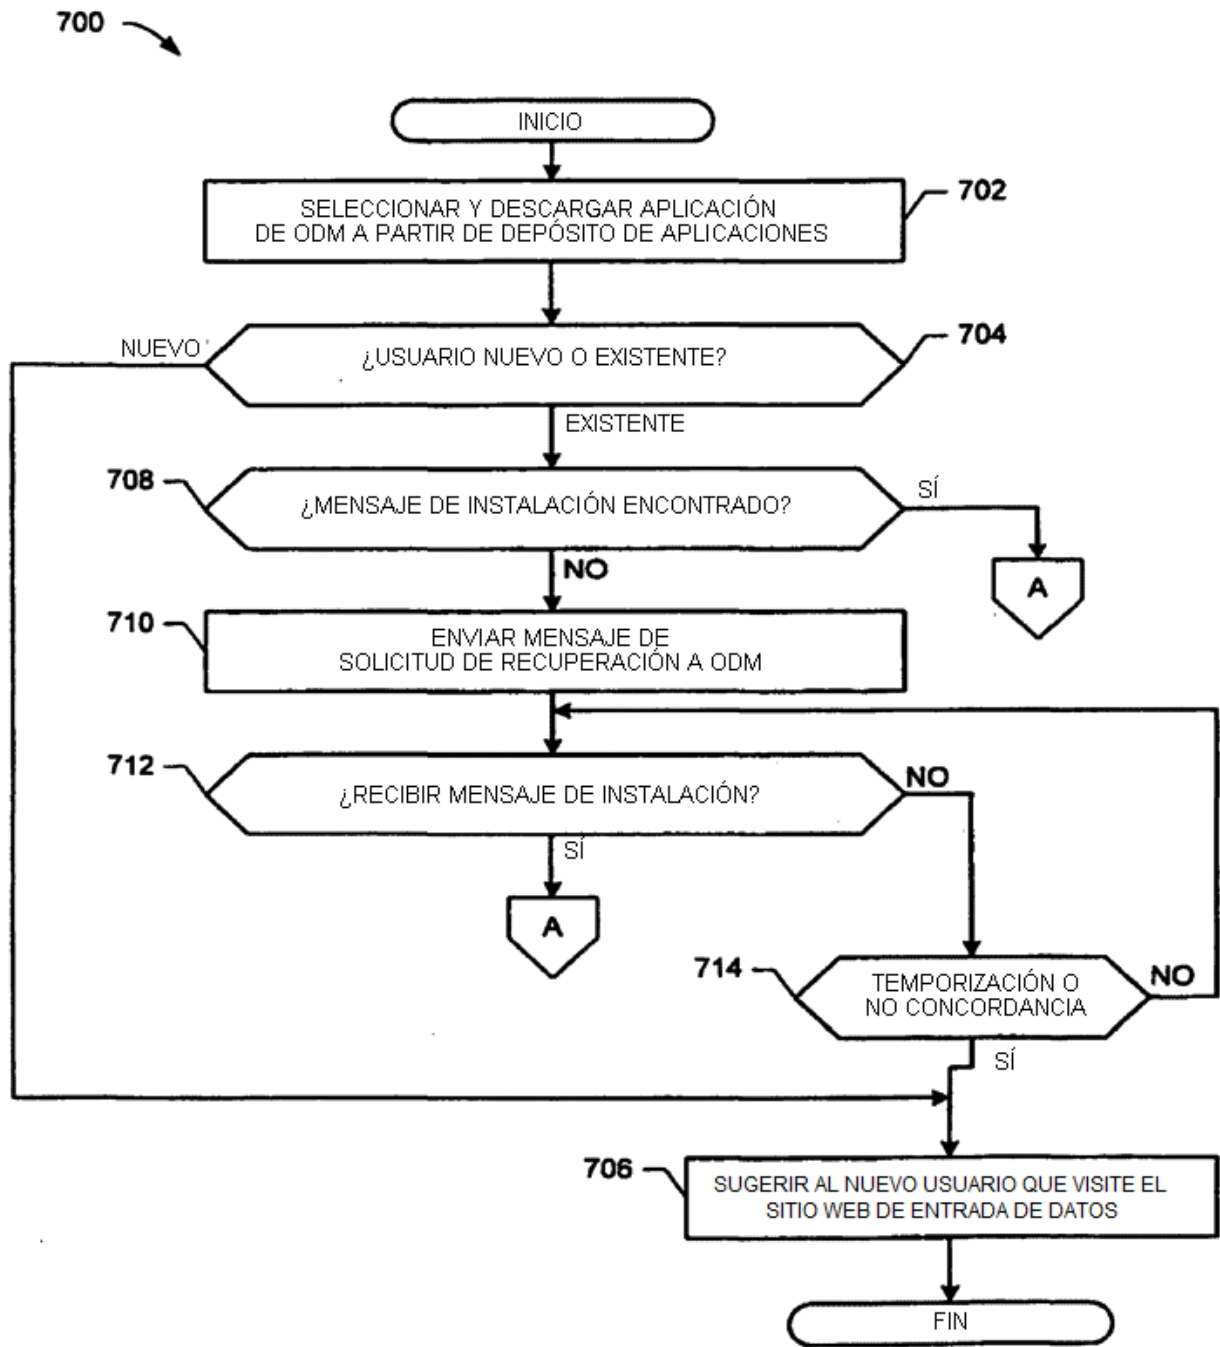 700
INICIO
SELECCIONAR Y DESCARGAR APLICACIÓN
DE ODM A PARTIR DE DEPÓSITO DE APLICACIONES
702
NUEVO
¿USUARIO NUEVO O EXISTENTE?
704
EXISTENTE
708
¿MENSAJE DE INSTALACIÓN ENCONTRADO?
SÍ
A
NO
710
ENVIAR MENSAJE DE
SOLICITUD DE RECUPERACIÓN A ODM
712
¿RECIBIR MENSAJE DE INSTALACIÓN?
NO
SÍ
A
714
TEMPORIZACIÓN O
NO CONCORDANCIA
NO
SÍ
706
SUGERIR AL NUEVO USUARIO QUE VISITE EL
SITIO WEB DE ENTRADA DE DATOS
FIN